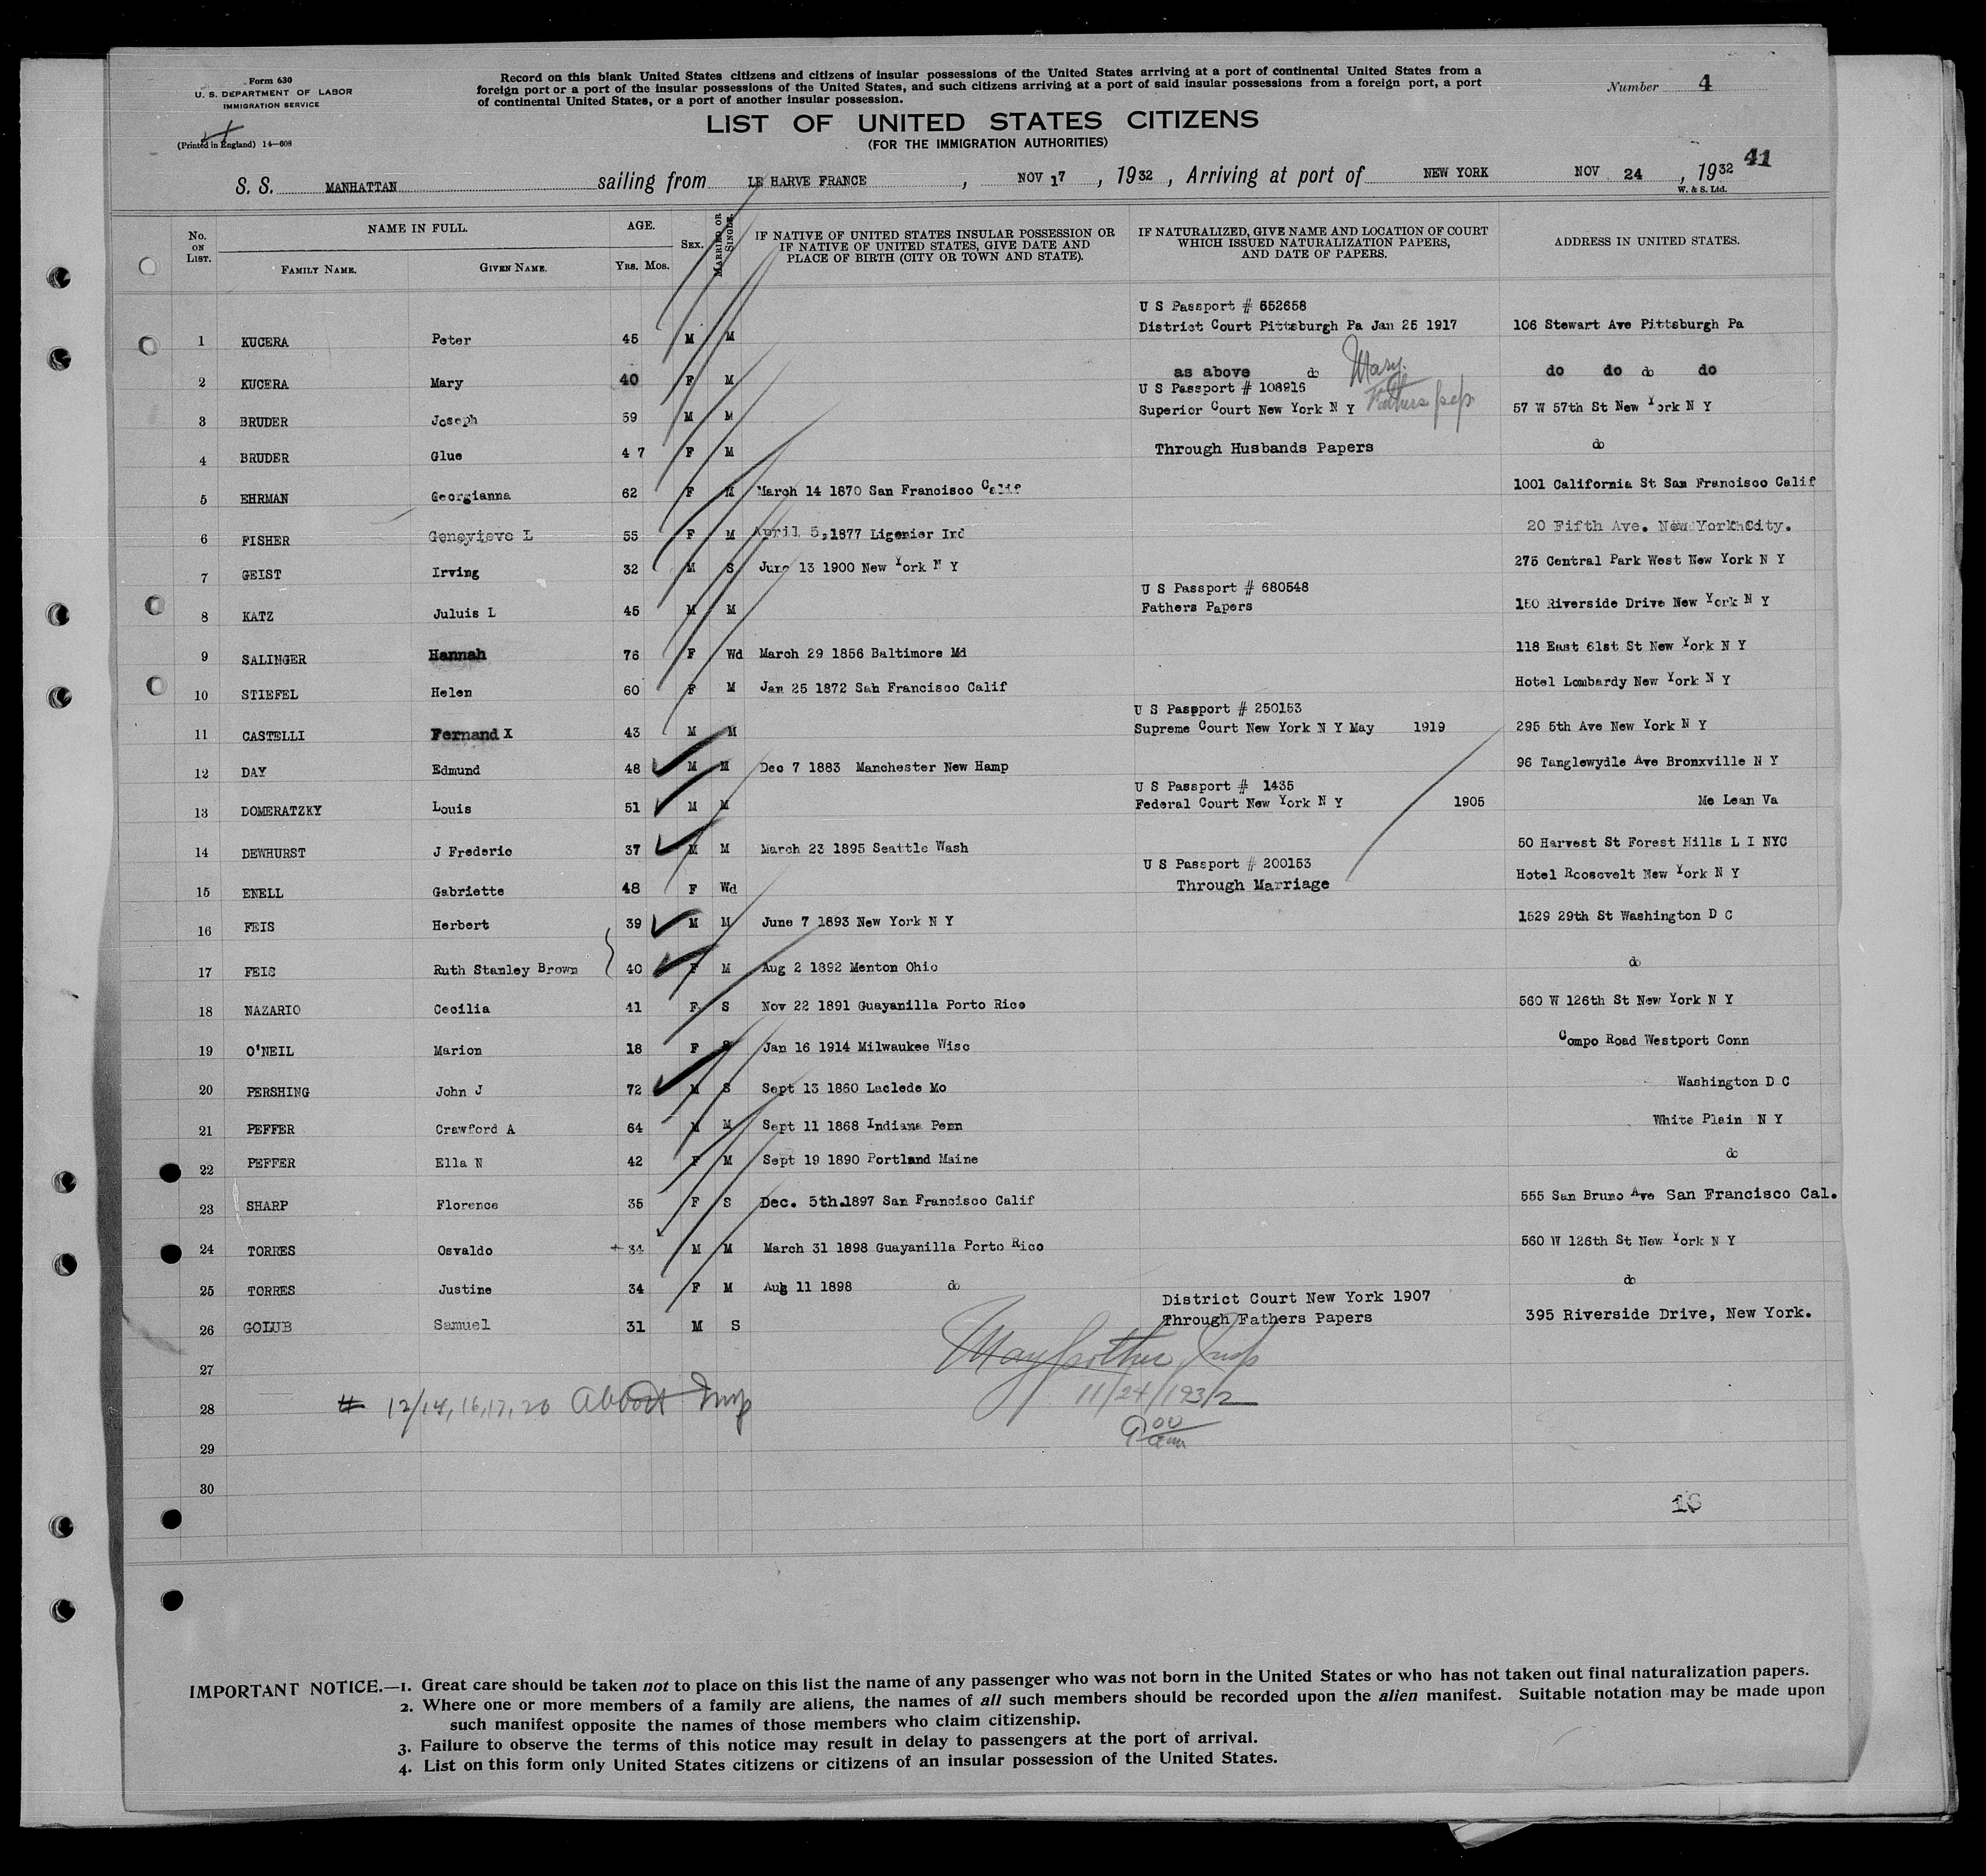 Form 630
U. S. DEPARTMENT OF LABOR
IMMIGRATION SERVICE
(Printed in England) 14—608
Record on this blank United States citizens and citizens of insular possessions of the United States arriving at a port of continental United States from a
foreign port or a port of the insular possessions of the United States, and such citizens arriving at a port of said insular possessions from a foreign port, a port
of continental United States, or a port of another insular possession.
Number 4
LIST OF UNITED STATES CITIZENS
(FOR THE IMMIGRATION AUTHORITIES)
41
S. S. MANHATTAN sailing from LE HARVE FRANCE, NOV 17, 1932, Arriving at port of NEW YORK NOV 24, 1932
W. & S. Ltd.
No. ON LIST. NAME IN FULL. FAMILY NAME. GIVEN NAME. AGE. YRS. MOS. SEX. MARRIED OR SINGLE. IF NATIVE OF UNITED STATES INSULAR POSSESSION OR IF NATIVE OF UNITED STATES, GIVE DATE AND PLACE OF BIRTH (CITY OR TOWN AND STATE). IF NATURALIZED, GIVE NAME AND LOCATION OF COURT WHICH ISSUED NATURALIZATION PAPERS, AND DATE OF PAPERS. ADDRESS IN UNITED STATES.
U S Passport # 652658
1 KUCERA Peter 45 M M District Court Pittsburgh Pa Jan 25 1917 106 Stewart Ave Pittsburgh Pa
2 KUCERA Mary 40 F M as above do Mary do do do do
U S Passport # 108915
3 BRUDER Joseph 59 M M Superior Court New York N Y Fathers pap 57 W 57th St New York N Y
4 BRUDER Glue 4 7 F M Through Husbands Papers do
5 EHRMAN Georgianna 62 F M March 14 1870 San Francisco Calif 1001 California St San Francisco Calif
6 FISHER Genevieve L 55 F M April 5,1877 Ligonier Ind 20 Fifth Ave. New York City.
7 GEIST Irving 32 M S June 13 1900 New York N Y 275 Central Park West New York N Y
U S Passport # 680548
8 KATZ Juluis L 45 M M Fathers Papers 150 Riverside Drive New York N Y
9 SALINGER Hannah 76 F Wd March 29 1856 Baltimore Md 118 East 61st St New York N Y
10 STIEFEL Helen 60 F M Jan 25 1872 Sah Francisco Calif Hotel Lombardy New York N Y
U S Passport # 250153
11 CASTELLI Fernand X 43 M M Supreme Court New York N Y May 1919 295 5th Ave New York N Y
12 DAY Edmund 48 M M Dec 7 1883 Manchester New Hamp 96 Tanglewydle Ave Bronxville N Y
U S Passport # 1435
13 DOMERATZKY Louis 51 M M Federal Court New York N Y 1905 Mc Lean Va
14 DEWHURST J Frederic 37 M M March 23 1895 Seattle Wash 50 Harvest St Forest Hills L I NYC
U S Passport # 200153
15 ENELL Gabriette 48 F Wd Through Marriage Hotel Roosevelt New York N Y
16 FEIS Herbert 39 M M June 7 1893 New York N Y 1529 29th St Washington D C
17 FEIS Ruth Stanley Brown 40 F M Aug 2 1892 Menton Ohio do
18 NAZARIO Cecilia 41 F S Nov 22 1891 Guayanilla Porto Rico 560 W 126th St New York N Y
19 O'NEIL Marion 18 F S Jan 16 1914 Milwaukee Wisc Compo Road Westport Conn
20 PERSHING John J 72 M S Sept 13 1860 Laclede Mo Washington D C
21 PEFFER Crawford A 64 M M Sept 11 1868 Indiana Penn White Plain N Y
22 PEFFER Ella N 42 F M Sept 19 1890 Portland Maine do
23 SHARP Florence 35 F S Dec. 5th.1897 San Francisco Calif 555 San Bruno Ave San Francisco Cal.
24 TORRES Osvaldo 34 M M March 31 1898 Guayanilla Porto Rico 560 W 126th St New York N Y
25 TORRES Justine 34 F M Aug 11 1898 do do
District Court New York 1907
26 GOLUB Samuel 31 M S Through Fathers Papers 395 Riverside Drive, New York.
27
11/24/1932
28 # 12/14, 16, 17, 20 Abbott Insp
9 00 am
29
30
16
IMPORTANT NOTICE.—1. Great care should be taken not to place on this list the name of any passenger who was not born in the United States or who has not taken out final naturalization papers.
2. Where one or more members of a family are aliens, the names of all such members should be recorded upon the alien manifest. Suitable notation may be made upon
such manifest opposite the names of those members who claim citizenship.
3. Failure to observe the terms of this notice may result in delay to passengers at the port of arrival.
4. List on this form only United States citizens or citizens of an insular possession of the United States.